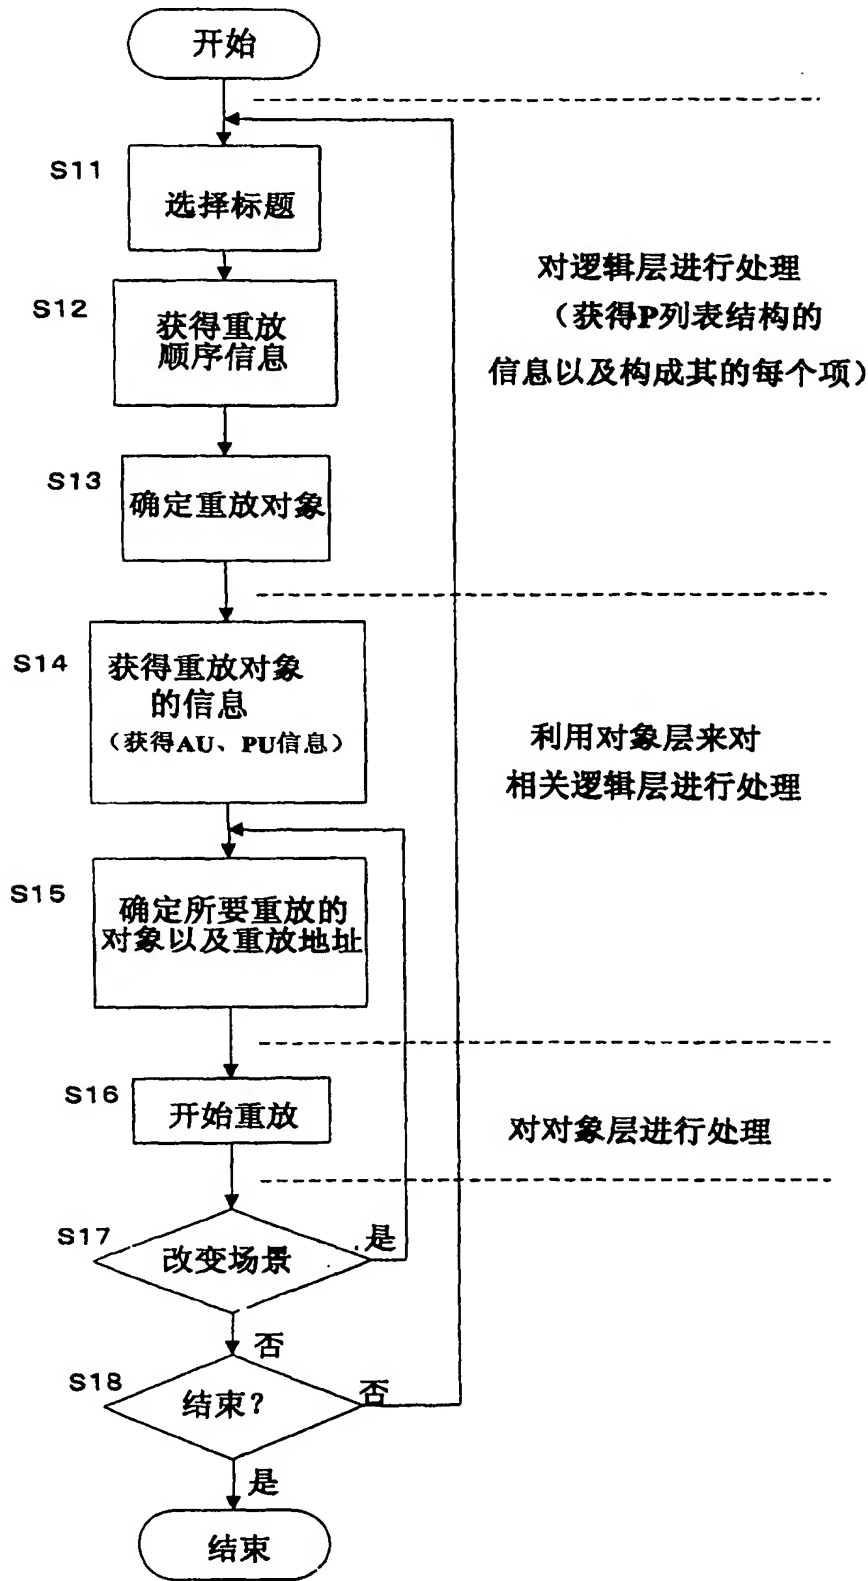 开始
S11
选择标题
对逻辑层进行处理
（获得P列表结构的
信息以及构成其的每个项）
S12
获得重放
顺序信息
S13
确定重放对象
S14
获得重放对象
的信息
（获得AU、PU信息）
利用对象层来对
相关逻辑层进行处理
S15
确定所要重放的
对象以及重放地址
S16
开始重放
对对象层进行处理
S17
改变场景
是
否
S18
结束？
否
是
结束